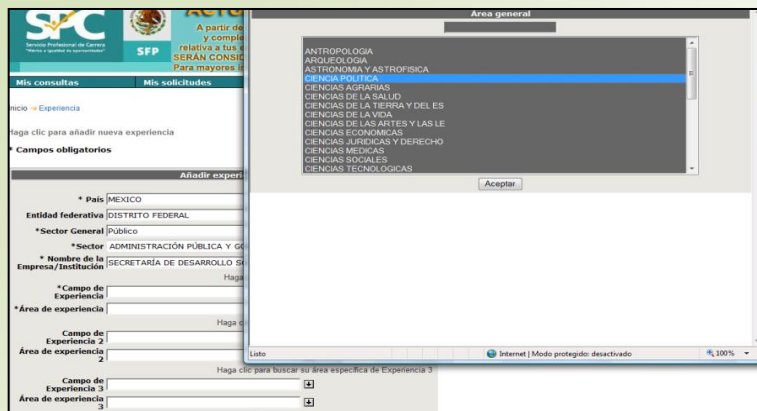 SPC
Servicio Profesional de Carrera
"Mérito e igualdad de oportunidades"
SFP
A partir de
y comple
relativa a tus e
SERÁN CONSID
Para mayores in
Mis consultas Mis solicitudes
nicio → Experiencia
Haga clic para añadir nueva experiencia
* Campos obligatorios
Añadir experi
* País MEXICO
Entidad federativa DISTRITO FEDERAL
*Sector General Público
*Sector ADMINISTRACIÓN PÚBLICA Y GO
* Nombre de la
Empresa/Institución SECRETARÍA DE DESARROLLO SO
Haga
*Campo de
Experiencia
*Área de experiencia
Haga c
Campo de
Experiencia 2
Área de experiencia
2
Haga clic para buscar su área específica de Experiencia 3
Campo de
Experiencia 3
Área de experiencia
3
Área general
ANTROPOLOGIA
ARQUEOLOGIA
ASTRONOMIA Y ASTROFISICA
CIENCIA POLITICA
CIENCIAS AGRARIAS
CIENCIAS DE LA SALUD
CIENCIAS DE LA TIERRA Y DEL ES
CIENCIAS DE LA VIDA
CIENCIAS DE LAS ARTES Y LAS LE
CIENCIAS ECONOMICAS
CIENCIAS JURIDICAS Y DERECHO
CIENCIAS MEDICAS
CIENCIAS SOCIALES
CIENCIAS TECNOLOGICAS
Aceptar
Listo Internet | Modo protegido: desactivado 100%